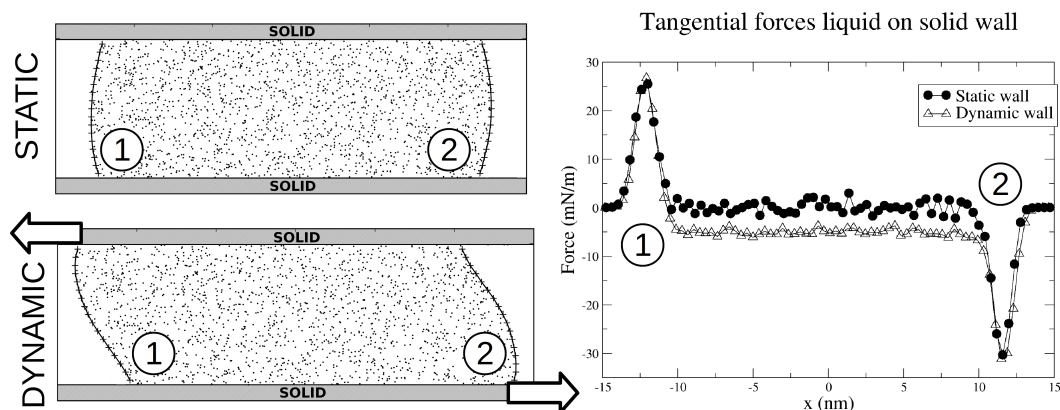 STATIC
SOLID
1
2
SOLID
DYNAMIC
SOLID
1
2
SOLID
Tangential forces liquid on solid wall
Force (mN/m)
30
20
10
0
-10
-20
-30
Static wall
Dynamic wall
1
2
-15 -10 -5 0 5 10 15
x (nm)